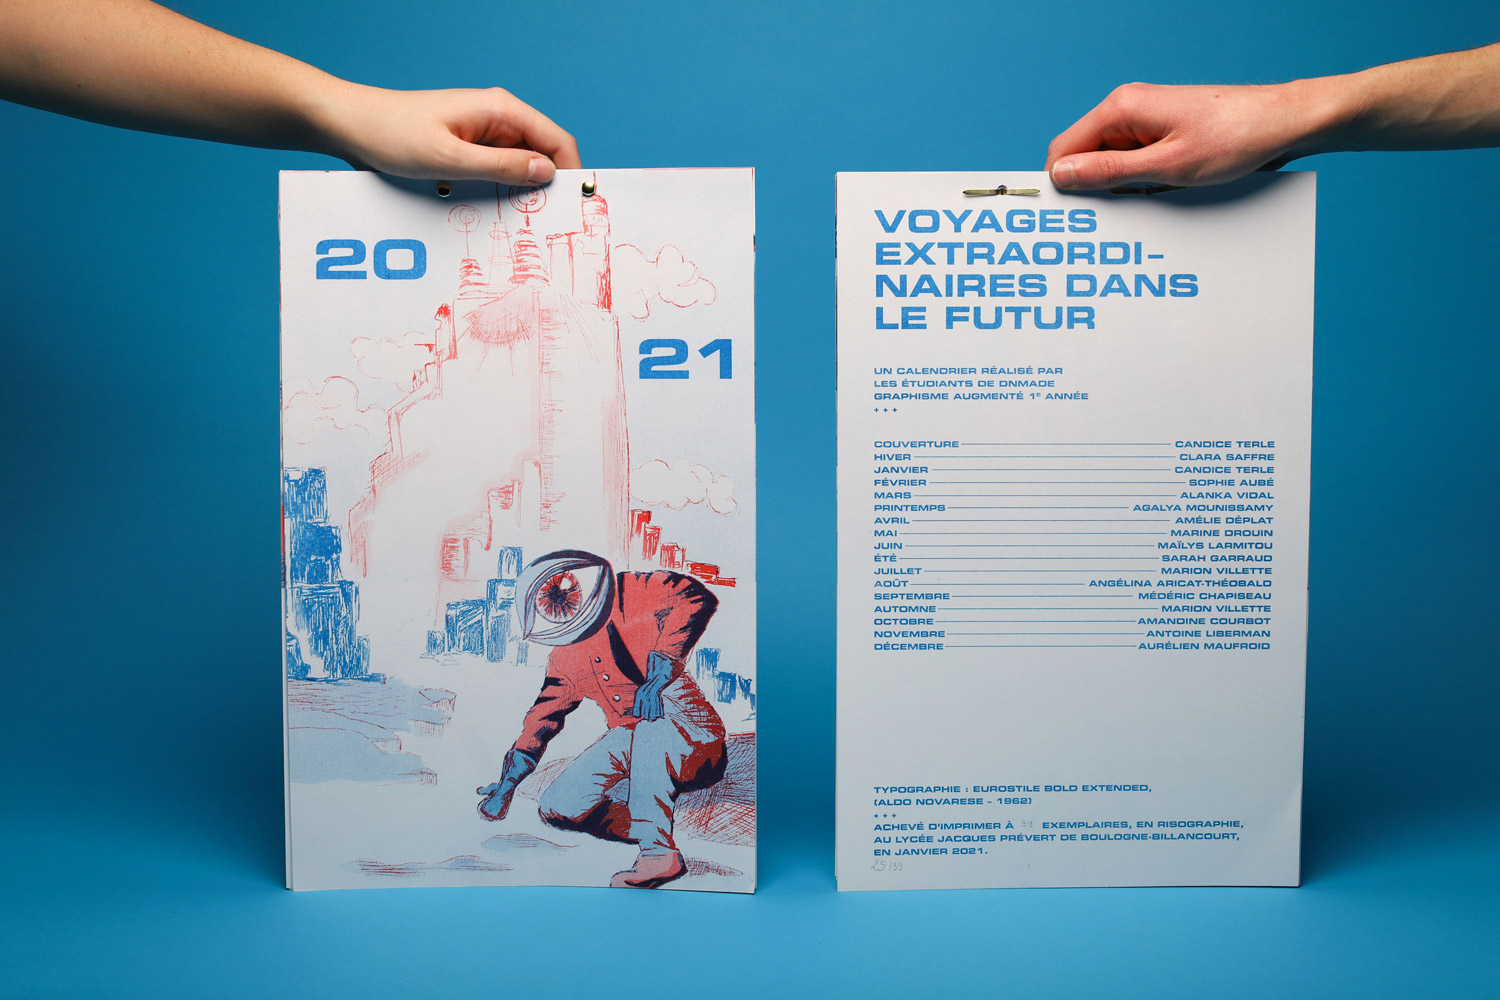 20
21
VOYAGES
EXTRAORDI-
NAIRES DANS
LE FUTUR
UN CALENDRIER RÉALISÉ PAR
LES ÉTUDIANTS DE DNMADE
GRAPHISME AUGMENTÉ 1E ANNÉE
+ + +
COUVERTURE CANDICE TERLE
HIVER CLARA SAFFRE
JANVIER CANDICE TERLE
FÉVRIER SOPHIE AUBÉ
MARS ALANKA VIDAL
PRINTEMPS AGALYA MOUNISSAMY
AVRIL AMÉLIE DÉPLAT
MAI MARINE DROUIN
JUIN MAÏLYS LARMITOU
ÉTÉ SARAH GARRAUD
JUILLET MARION VILLETTE
AOÛT ANGÉLINA ARICAT-THÉOBALD
SEPTEMBRE MÉDÉRIC CHAPISEAU
AUTOMNE MARION VILLETTE
OCTOBRE AMANDINE COURBOT
NOVEMBRE ANTOINE LIBERMAN
DÉCEMBRE AURÉLIEN MAUFROID
TYPOGRAPHIE : EUROSTILE BOLD EXTENDED,
(ALDO NOVARESE - 1962)
+ + +
ACHEVÉ D'IMPRIMER À 99 EXEMPLAIRES, EN RISOGRAPHIE,
AU LYCÉE JACQUES PRÉVERT DE BOULOGNE-BILLANCOURT,
EN JANVIER 2021.
25/99